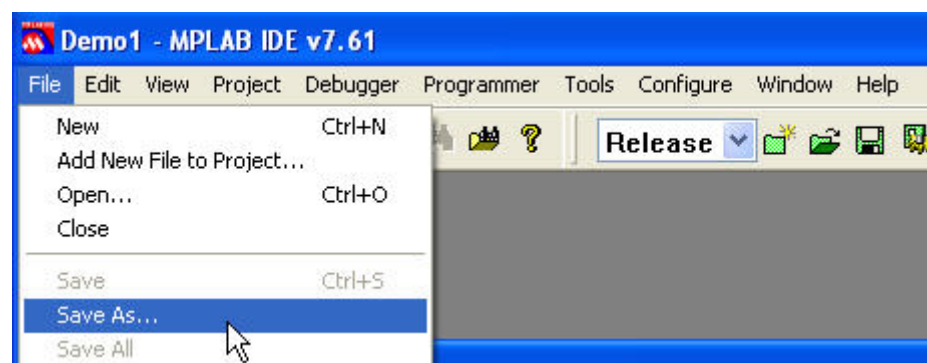 Demo1 - MPLAB IDE v7.61
File Edit View Project Debugger Programmer Tools Configure Window Help
New Ctrl+N
Release
Add New File to Project...
Open... Ctrl+O
Close
Save Ctrl+S
Save As...
Save All